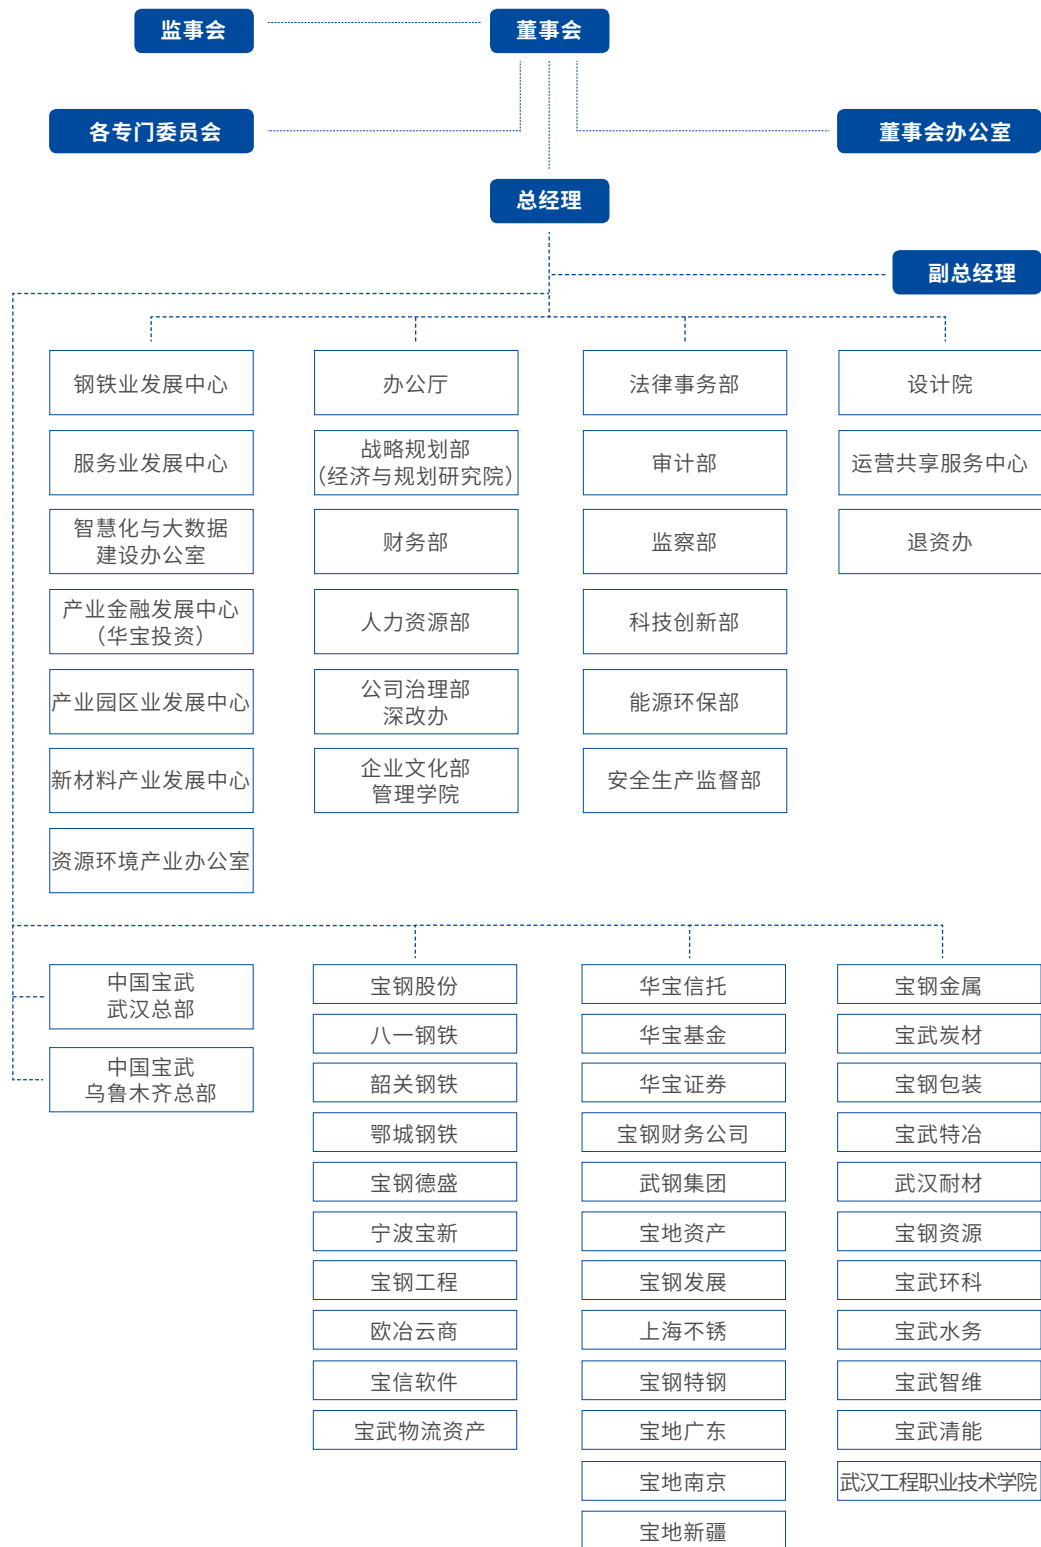 监事会
董事会
各专门委员会
董事会办公室
总经理
副总经理
钢铁业发展中心
服务业发展中心
智慧化与大数据
建设办公室
产业金融发展中心
（华宝投资）
产业园区业发展中心
新材料产业发展中心
资源环境产业办公室
办公厅
战略规划部
（经济与规划研究院）
财务部
人力资源部
公司治理部
深改办
企业文化部
管理学院
法律事务部
审计部
监察部
科技创新部
能源环保部
安全生产监督部
设计院
运营共享服务中心
退资办
中国宝武
武汉总部
中国宝武
乌鲁木齐总部
宝钢股份
八一钢铁
韶关钢铁
鄂城钢铁
宝钢德盛
宁波宝新
宝钢工程
欧冶云商
宝信软件
宝武物流资产
华宝信托
华宝基金
华宝证券
宝钢财务公司
武钢集团
宝地资产
宝钢发展
上海不锈
宝钢特钢
宝地广东
宝地南京
宝地新疆
宝钢金属
宝武炭材
宝钢包装
宝武特冶
武汉耐材
宝钢资源
宝武环科
宝武水务
宝武智维
宝武清能
武汉工程职业技术学院